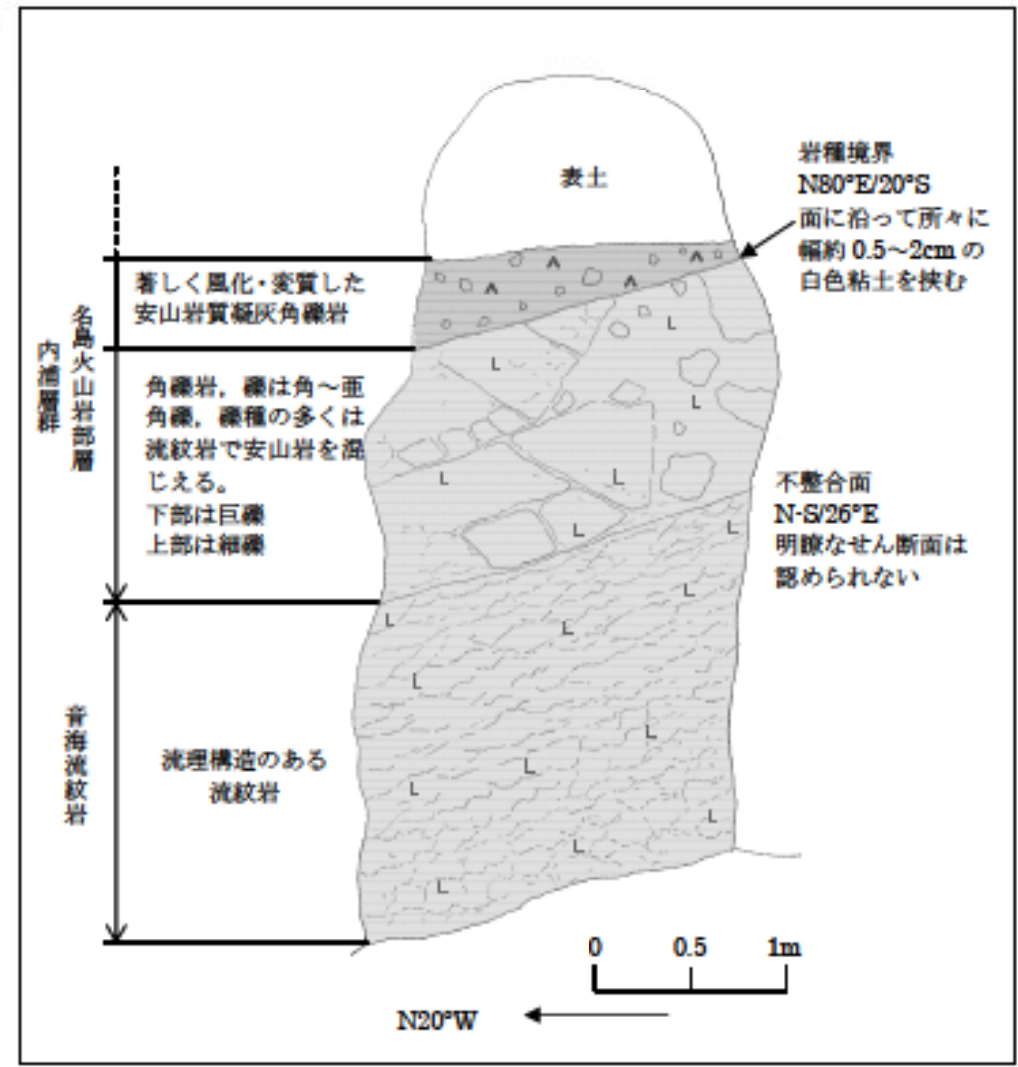 表土
岩種境界
N80°E/20°S
面に沿って所々に
幅約 0.5～2cm の
白色粘土を挟む
著しく風化・変質した
安山岩質凝灰角礫岩
内浦層群
名島火山岩部層
角礫岩，礫は角～亜
角礫，礫種の多くは
流紋岩で安山岩を混
じえる。
下部は巨礫
上部は細礫
不整合面
N-S/26°E
明瞭なせん断面は
認められない
音海流紋岩
流理構造のある
流紋岩
0 0.5 1m
N20°W